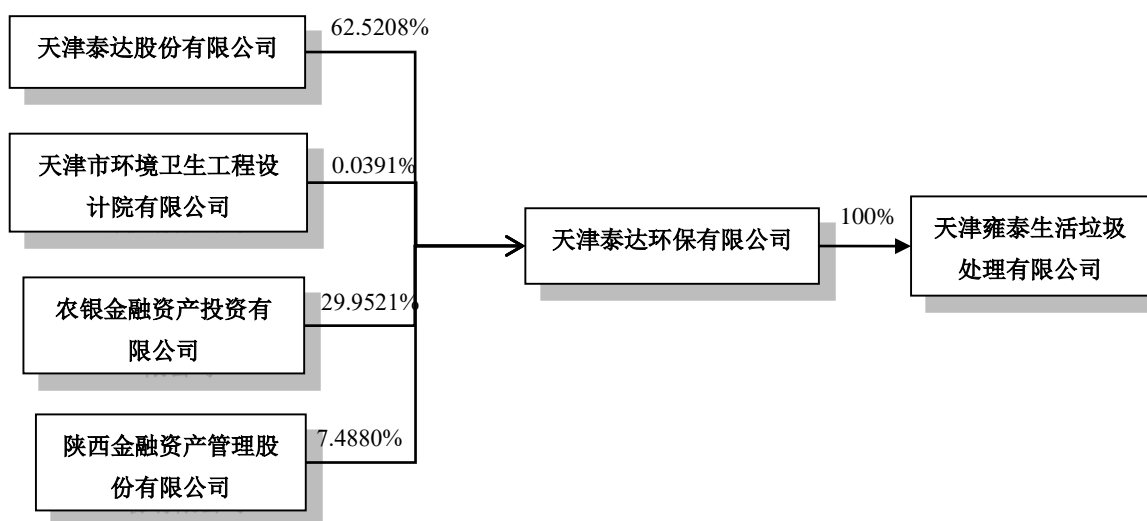 天津泰达股份有限公司
62.5208%
天津市环境卫生工程设
计院有限公司
0.0391%
农银金融资产投资有
限公司
29.9521%
陕西金融资产管理股
份有限公司
7.4880%
天津泰达环保有限公司
100%
天津雍泰生活垃圾
处理有限公司